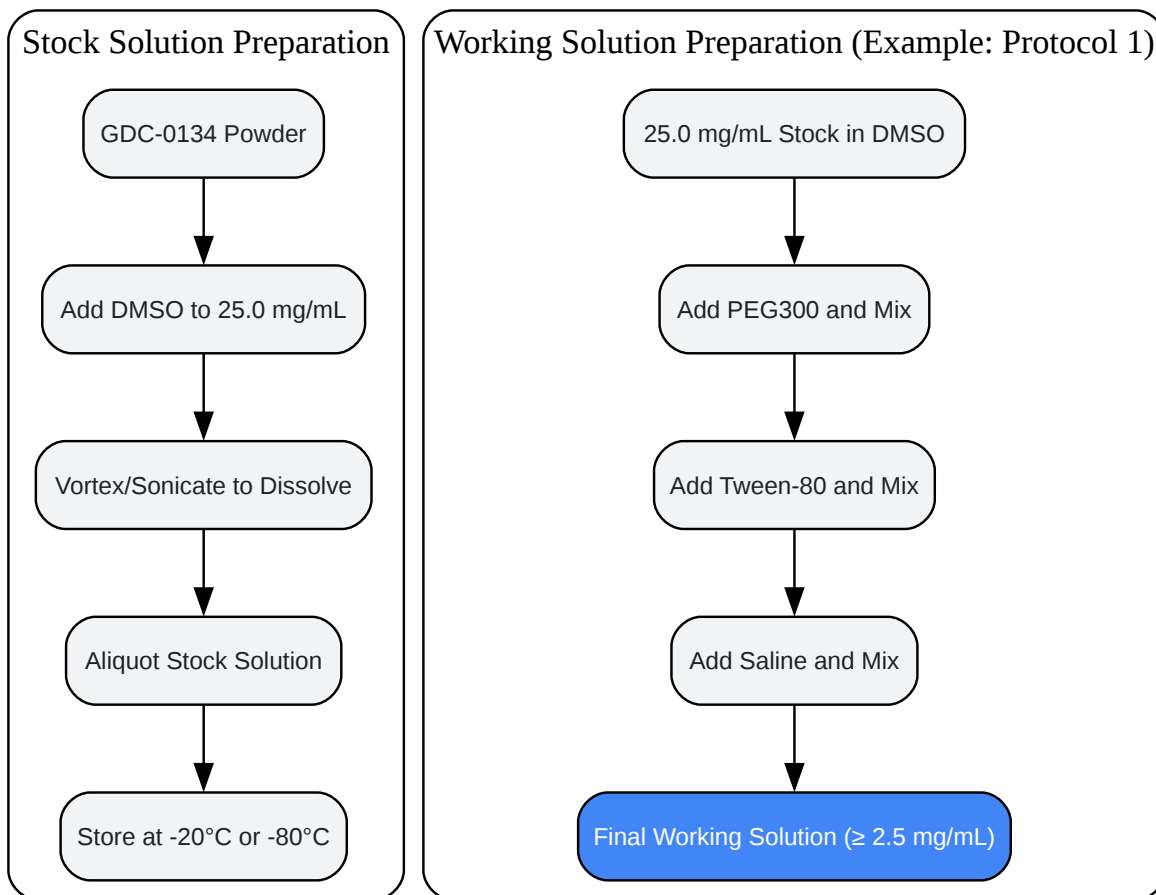 Stock Solution Preparation
GDC-0134 Powder
Add DMSO to 25.0 mg/mL
Vortex/Sonicate to Dissolve
Aliquot Stock Solution
Store at -20°C or -80°C
Working Solution Preparation (Example: Protocol 1)
25.0 mg/mL Stock in DMSO
Add PEG300 and Mix
Add Tween-80 and Mix
Add Saline and Mix
Final Working Solution (≥ 2.5 mg/mL)